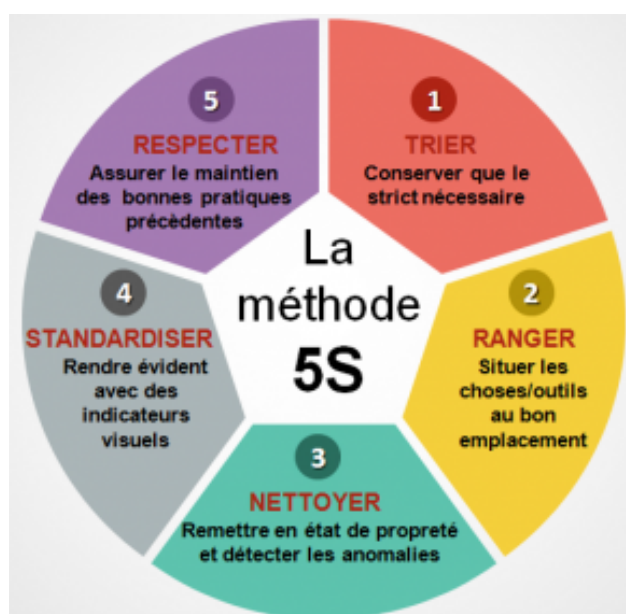 La
méthode
5S
1
TRIER
Conserver que le
strict nécessaire
2
RANGER
Situer les
choses/outils
au bon
emplacement
3
NETTOYER
Remettre en état de propreté
et détecter les anomalies
4
STANDARDISER
Rendre évident
avec des
indicateurs
visuels
5
RESPECTER
Assurer le maintien
des bonnes pratiques
précèdentes